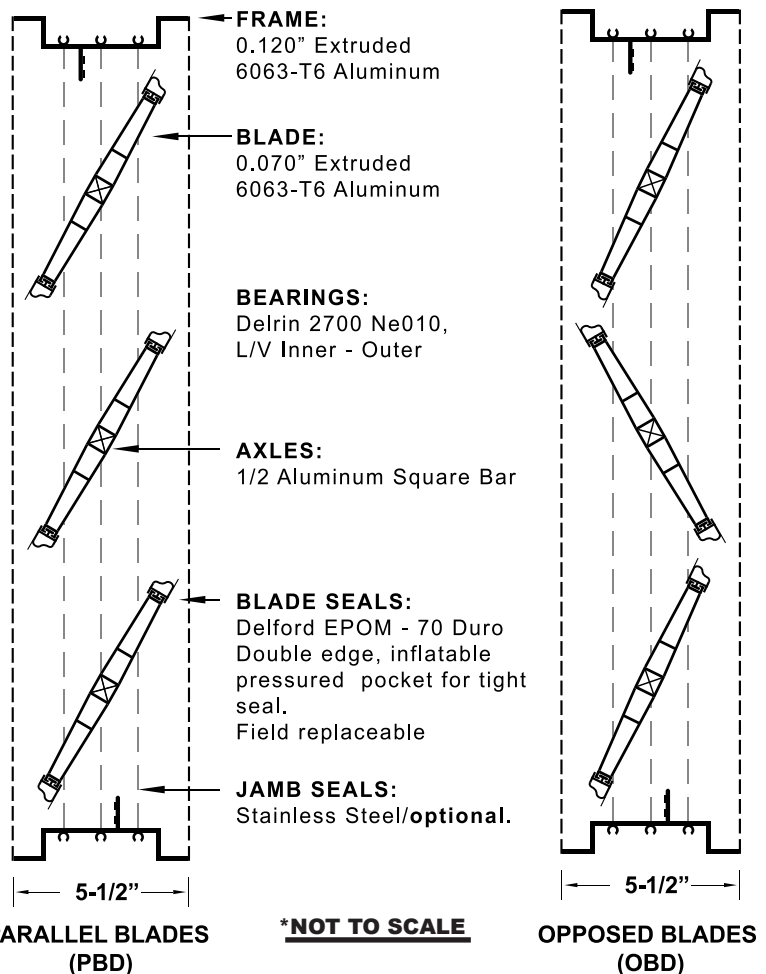 FRAME:
0.120” Extruded
6063-T6 Aluminum
BLADE:
0.070” Extruded
6063-T6 Aluminum
BEARINGS:
Delrin 2700 Ne010,
L/V Inner - Outer
AXLES:
1/2 Aluminum Square Bar
BLADE SEALS:
Delford EPOM - 70 Duro
Double edge, inflatable
pressured pocket for tight
seal.
Field replaceable
JAMB SEALS:
Stainless Steel/optional.
5-1/2”
5-1/2”
ARALLEL BLADES
(PBD)
*NOT TO SCALE
OPPOSED BLADES
(OBD)